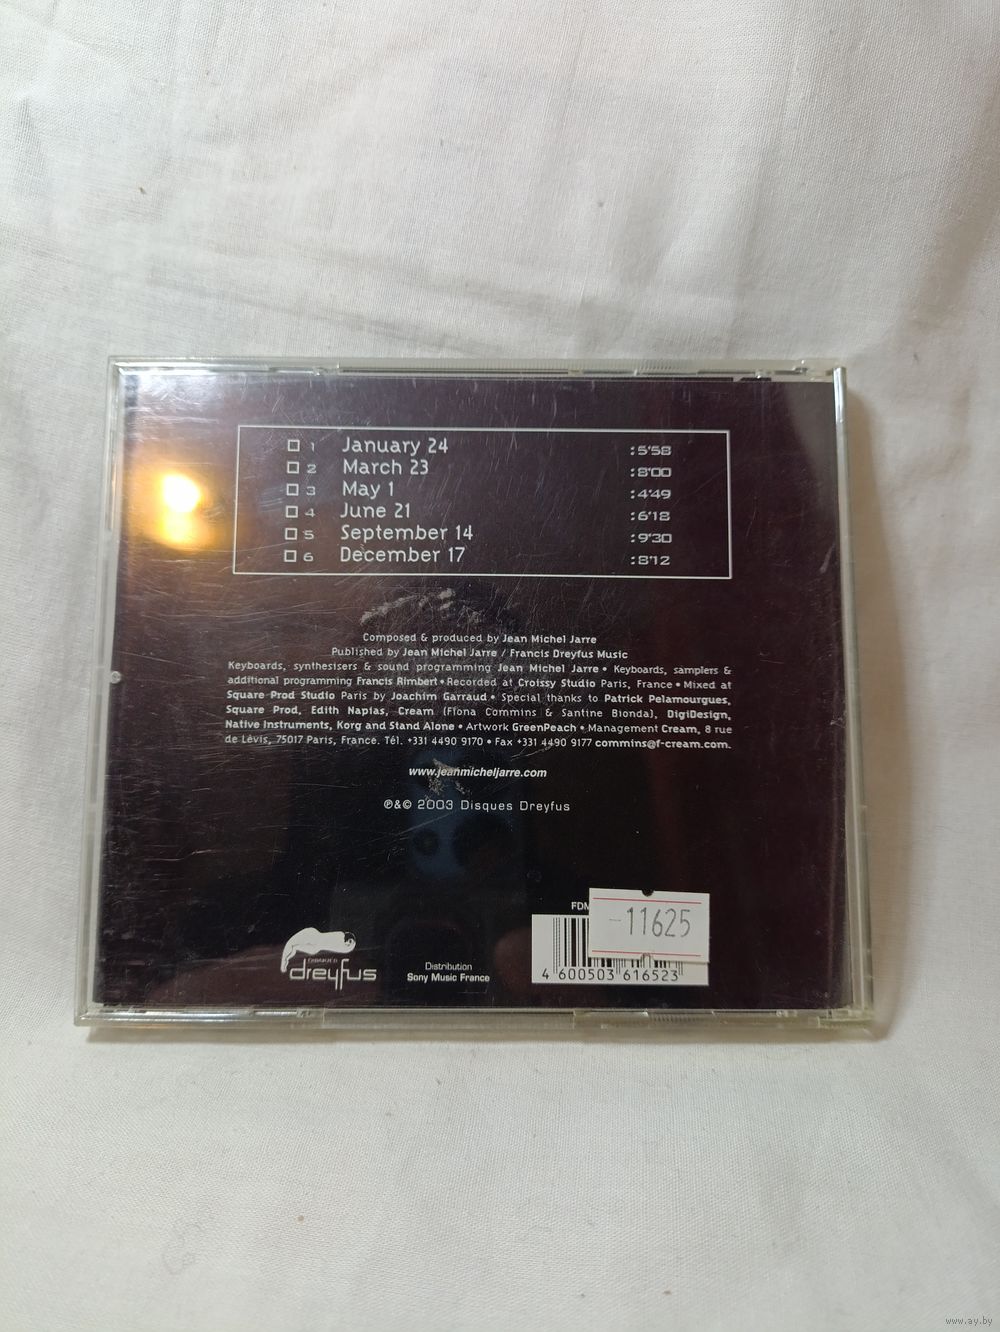 1 January 24 :5'58
2 March 23 :8'00
3 May 1 :4'49
4 June 21 :6'18
5 September 14 :9'30
6 December 17 :8'12
Composed & produced by Jean Michel Jarre
Published by Jean Michel Jarre / Francis Dreyfus Music
Keyboards, synthesisers & sound programming Jean Michel Jarre • Keyboards, samplers &
additional programming Francis Rimbert • Recorded at Croissy Studio Paris, France • Mixed at
Square Prod Studio Paris by Joachim Garraud • Special thanks to Patrick Pelamourgues,
Square Prod, Edith Napias, Cream (Fiona Commins & Santine Bionda), DigiDesign,
Native Instruments, Korg and Stand Alone • Artwork GreenPeach • Management Cream, 8 rue
de Lévis, 75017 Paris, France. Tél. +331 4490 9170 • Fax +331 4490 9177 commins@f-cream.com.
www.jeanmicheljarre.com
℗&© 2003 Disques Dreyfus
FDM
-11625
dreyfus
Distribution
Sony Music France
4 600503 616523
www.ay.by